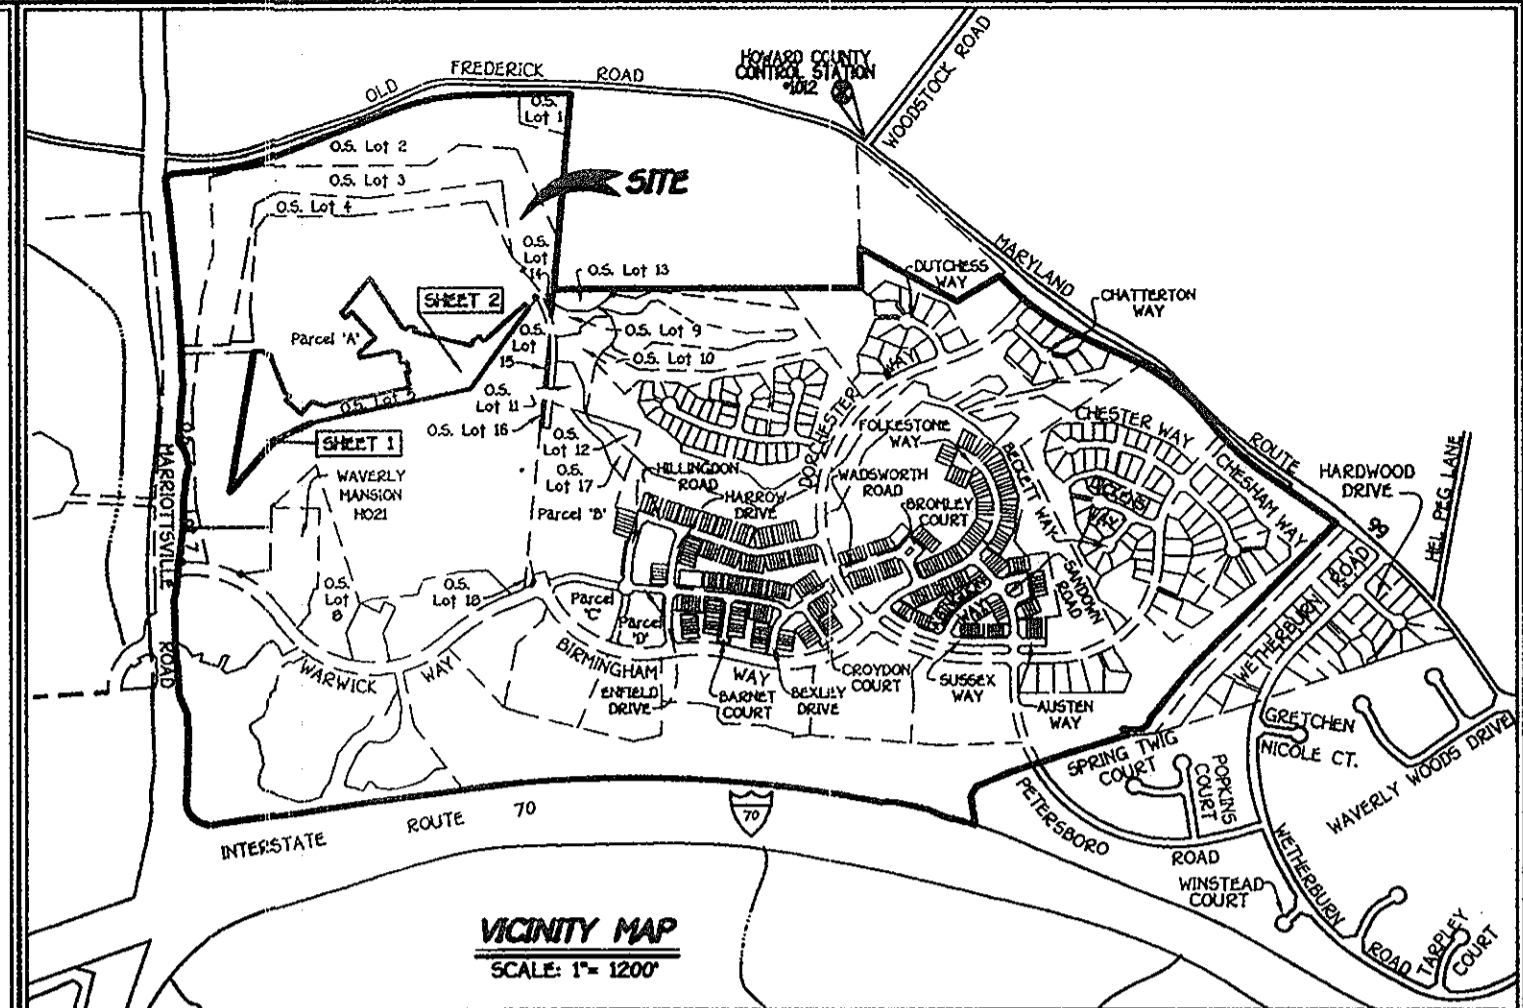 HOWARD COUNTY
CONTROL STATION
#1012
OLD FREDERICK ROAD
WOODSTOCK ROAD
O.S.
Lot 1
O.S. Lot 2
O.S. Lot 3
O.S. Lot 4
SITE
O.S.
Lot
14
O.S. Lot 13
MARYLAND
DUTCHESS
WAY
CHATTERTON
WAY
SHEET 2
Parcel 'A'
O.S. Lot 9
O.S.
Lot
15
O.S. Lot 10
O.S. Lot 5
O.S.
Lot 11
O.S. Lot 16
O.S.
Lot 12
O.S.
Lot 17
DORCHESTER WAY
FOLKESTONE
WAY
CHESTER WAY
ROUTE
99
SHEET 1
WAVERLY
MANSION
HO21
HILLINGDON
ROAD
HARROW
DRIVE
WADSWORTH
ROAD
BECKETT WAY
CHESHAM WAY
HARDWOOD
DRIVE
MARRIOTTSVILLE ROAD
Parcel 'B'
BROMLEY
COURT
WAY
HEL PEG LANE
7
O.S.
Lot
8
O.S.
Lot 18
Parcel
'C'
Parcel
'D'
SANDOWN
ROAD
WAY
WETHERBURN ROAD
WARWICK WAY
BIRMINGHAM WAY
ENFIELD
DRIVE
BARNET
COURT
BEXLEY
DRIVE
CROYDON
COURT
SUSSEX
WAY
AUSTEN
WAY
GRETCHEN
NICOLE CT.
SPRING TWIG
COURT
POPKINS
COURT
WAVERLY WOODS DRIVE
INTERSTATE ROUTE 70
70
PETERSBORO ROAD
WINSTEAD
COURT
WETHERBURN ROAD
TARPLEY
COURT
VICINITY MAP
SCALE: 1"= 1200'